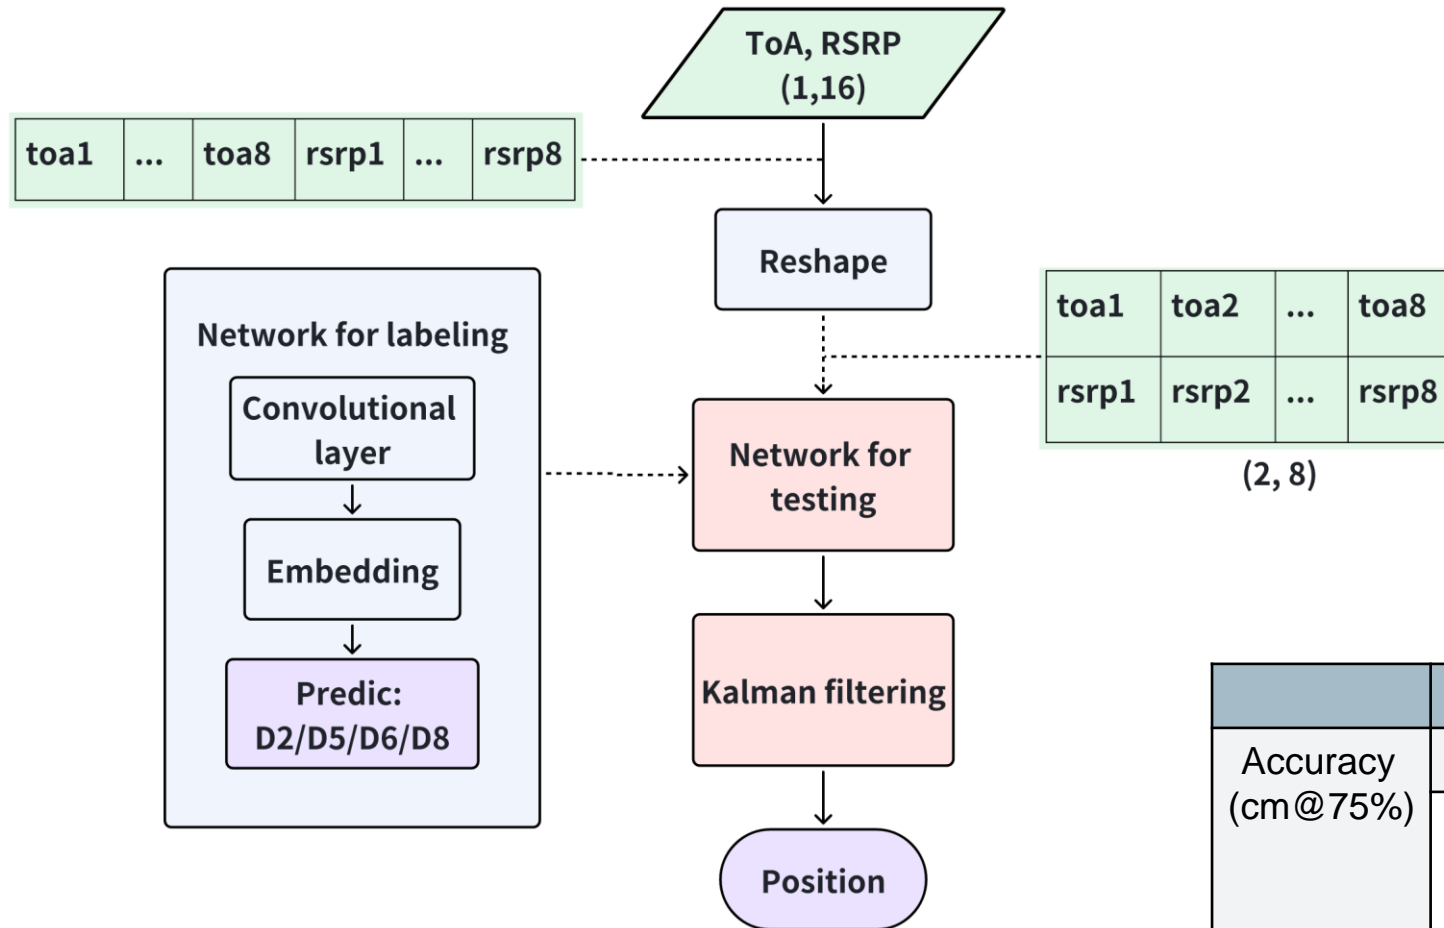 ToA, RSRP
(1,16)
toa1 ... toa8 rsrp1 ... rsrp8
Reshape
toa1 toa2 ... toa8
rsrp1 rsrp2 ... rsrp8
(2, 8)
Network for labeling
Convolutional
layer
Embedding
Predic:
D2/D5/D6/D8
Network for
testing
Kalman filtering
Position
Accuracy
(cm@75%)